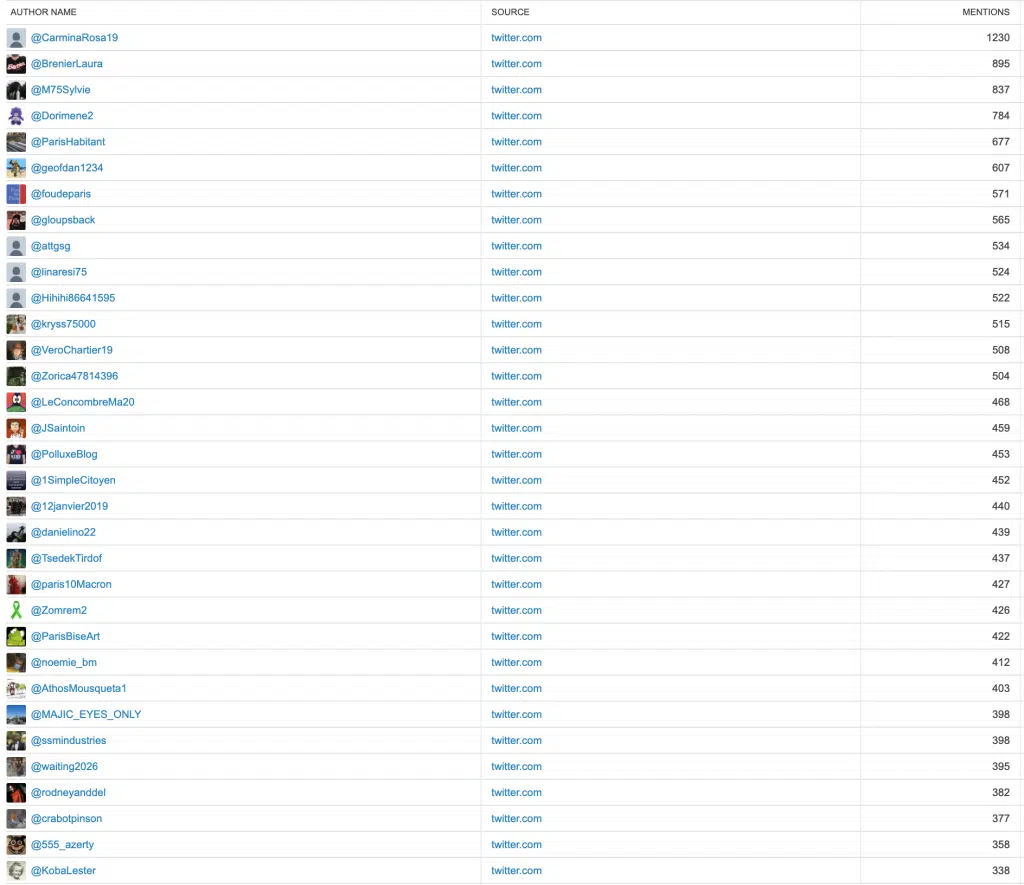 AUTHOR NAME SOURCE MENTIONS
@CarminaRosa19 twitter.com 1230
@BrenierLaura twitter.com 895
@M75Sylvie twitter.com 837
@Dorimene2 twitter.com 784
@ParisHabitant twitter.com 677
@geofdan1234 twitter.com 607
@foudeparis twitter.com 571
@gloupsback twitter.com 565
@attgsg twitter.com 534
@linaresi75 twitter.com 524
@Hihihi86641595 twitter.com 522
@kryss75000 twitter.com 515
@VeroChartier19 twitter.com 508
@Zorica47814396 twitter.com 504
@LeConcombreMa20 twitter.com 468
@JSaintoin twitter.com 459
@PolluxeBlog twitter.com 453
@1SimpleCitoyen twitter.com 452
@12janvier2019 twitter.com 440
@danielino22 twitter.com 439
@TsedekTirdof twitter.com 437
@paris10Macron twitter.com 427
@Zomrem2 twitter.com 426
@ParisBiseArt twitter.com 422
@noemie_bm twitter.com 412
@AthosMousqueta1 twitter.com 403
@MAJIC_EYES_ONLY twitter.com 398
@ssmindustries twitter.com 398
@waiting2026 twitter.com 395
@rodneyanddel twitter.com 382
@crabotpinson twitter.com 377
@555_azerty twitter.com 358
@KobaLester twitter.com 338